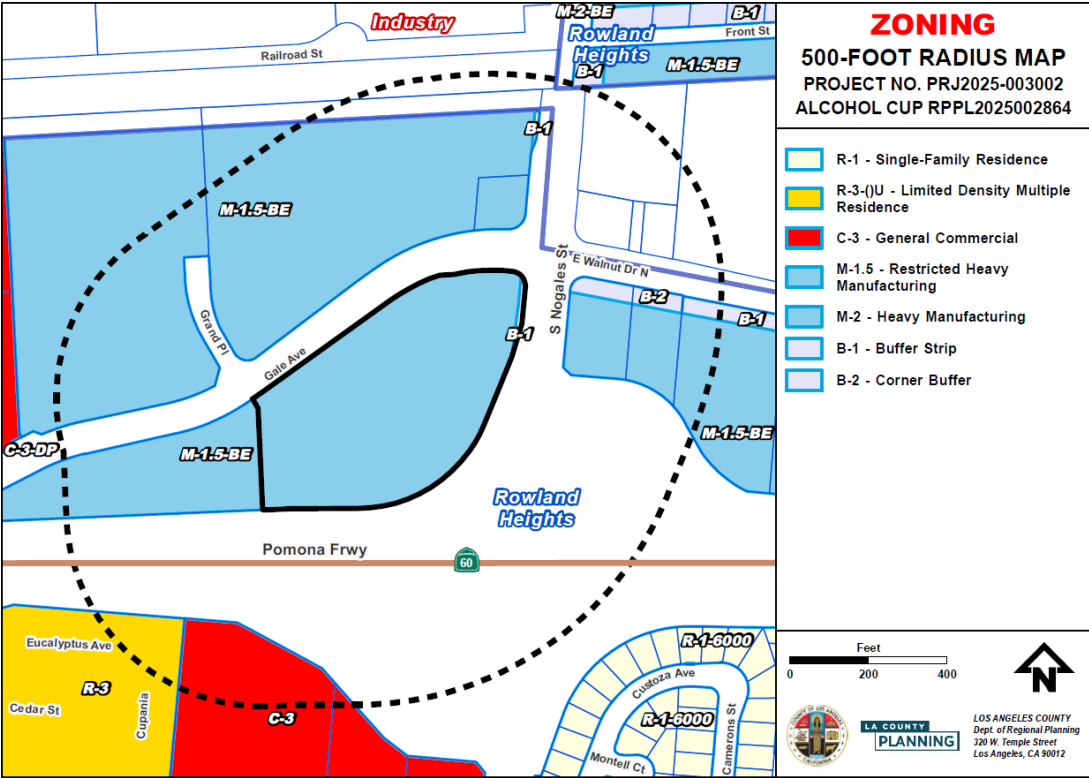 ZONING
500-FOOT RADIUS MAP
PROJECT NO. PRJ2025-003002
ALCOHOL CUP RPPL2025002864
R-1 - Single-Family Residence
R-3-()U - Limited Density Multiple
Residence
C-3 - General Commercial
M-1.5 - Restricted Heavy
Manufacturing
M-2 - Heavy Manufacturing
B-1 - Buffer Strip
B-2 - Corner Buffer
Industry
M-2-BE
B-1
Rowland
Heights
Front St
Railroad St
B-1
M-1.5-BE
B-1
M-1.5-BE
S Nogales St
E Walnut Dr N
B-2
B-1
B-1
Grand Pl
Gale Ave
C-3-DP
M-1.5-BE
M-1.5-BE
Rowland
Heights
Pomona Frwy
60
Eucalyptus Ave
R-1-6000
Custoza Ave
R-3
Cedar St
Cupania
C-3
R-1-6000
Camerons St
Montell Ct
Feet
0 200 400
N
COUNTY OF LOS ANGELES
CALIFORNIA
LA COUNTY
PLANNING
LOS ANGELES COUNTY
Dept. of Regional Planning
320 W. Temple Street
Los Angeles, CA 90012